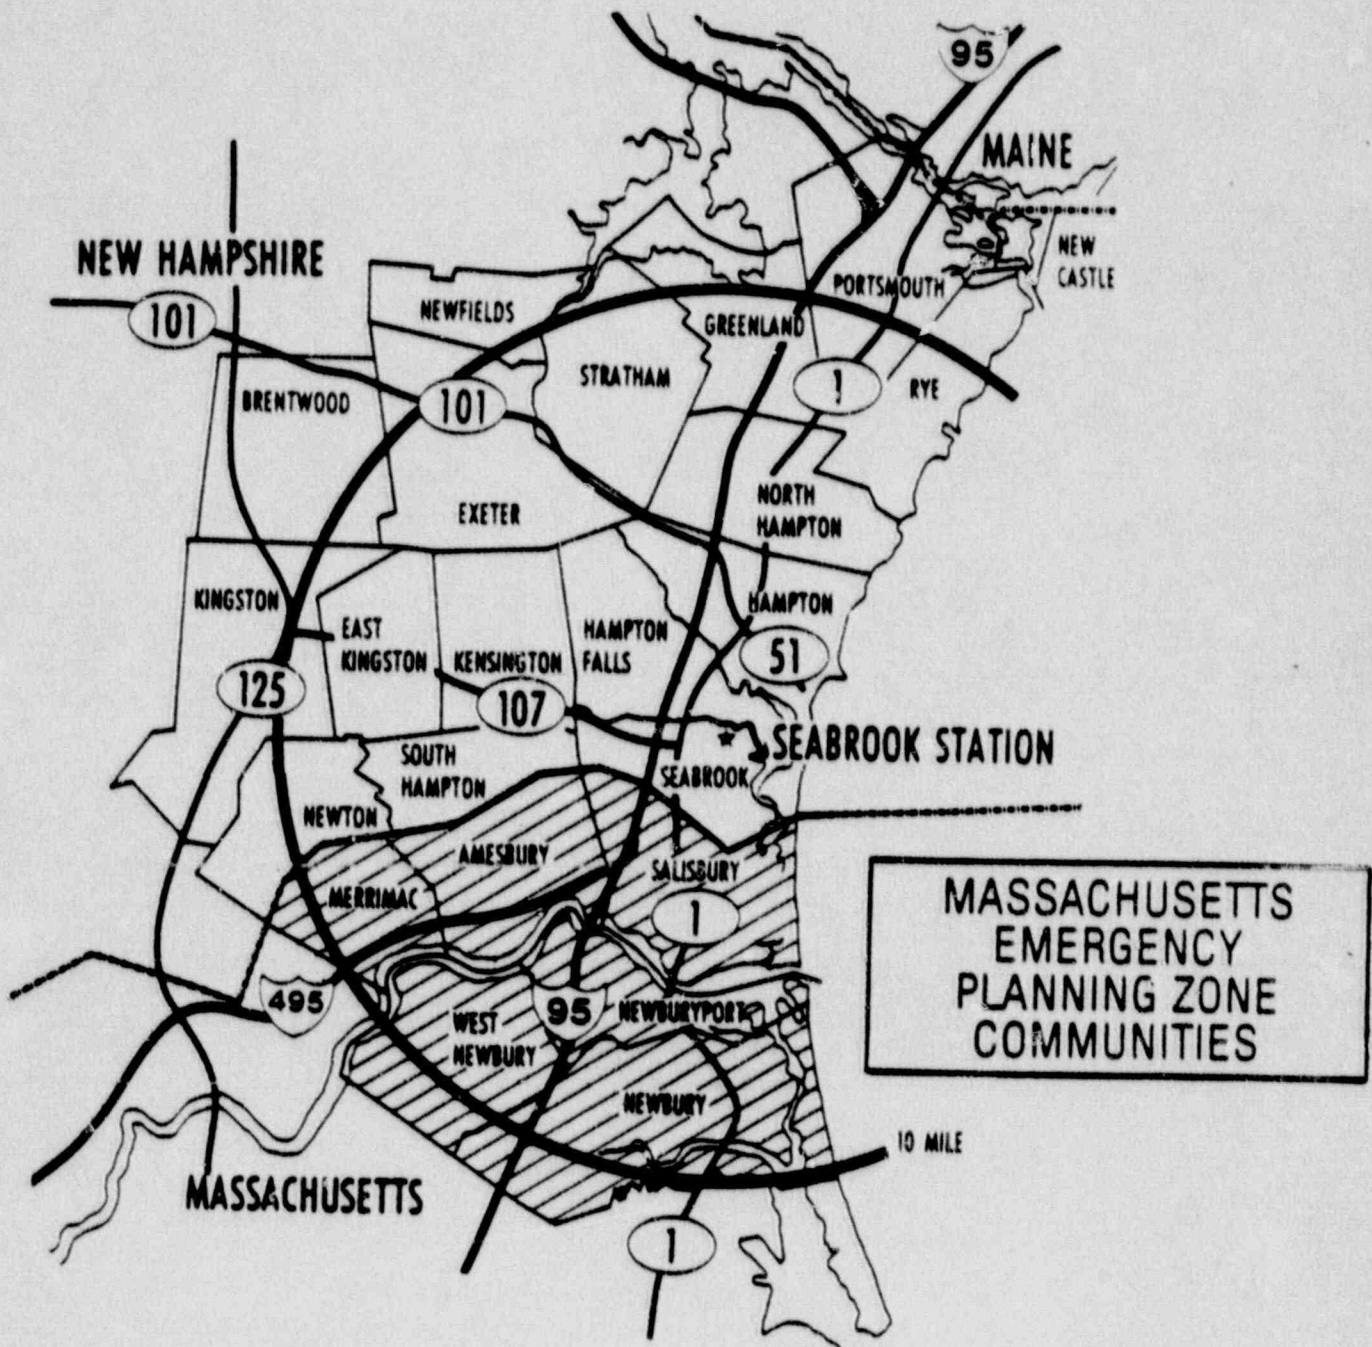 95
MAINE
NEW HAMPSHIRE
NEW
CASTLE
101
PORTSMOUTH
NEWFIELDS
GREENLAND
STRATHAM
1
RYE
BRENTWOOD
101
EXETER
NORTH
HAMPTON
KINGSTON
HAMPTON
EAST
KINGSTON
HAMPTON
FALLS
KENSINGTON
51
125
107
SEABROOK STATION
SOUTH
HAMPTON
SEABROOK
NEWTON
AMESBURY
SALISBURY
MERRIMAC
1
MASSACHUSETTS
EMERGENCY
PLANNING ZONE
COMMUNITIES
495
95
NEWBURYPORT
WEST
NEWBURY
NEWBURY
10 MILE
MASSACHUSETTS
1